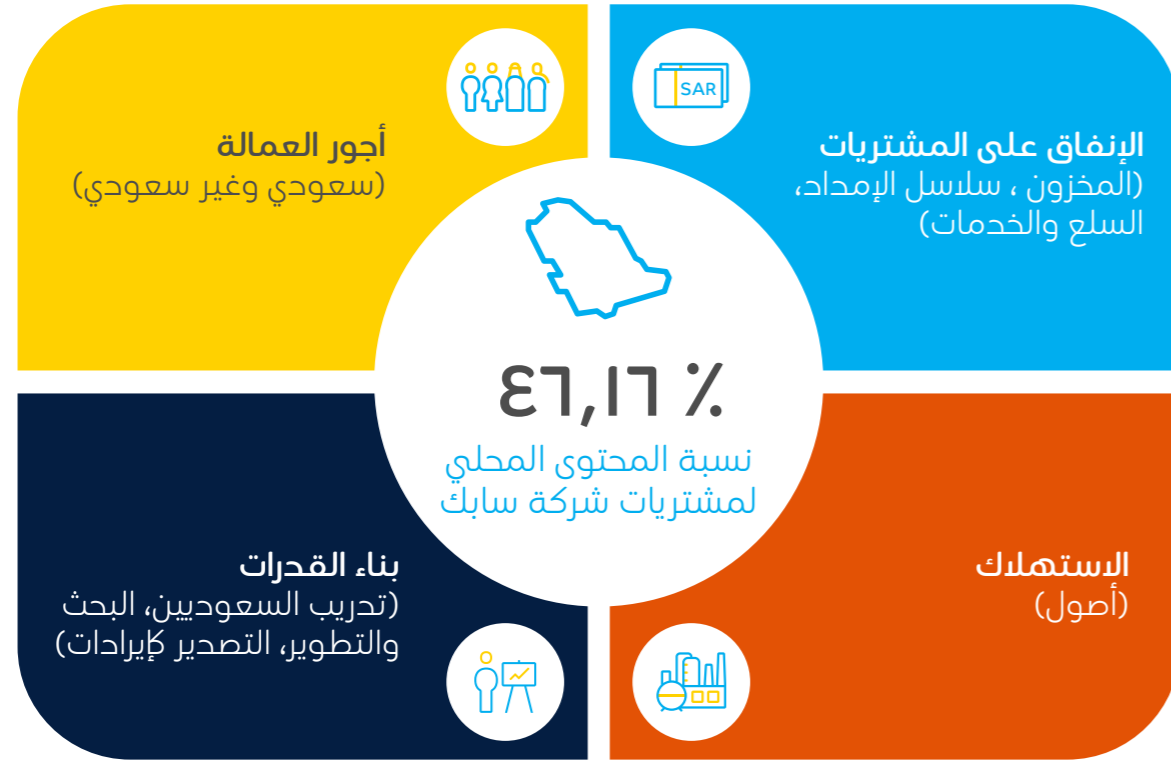 SAR
الإنفاق على المشتريات
(المخزون ، سلاسل الإمداد،
السلع والخدمات)
أجور العمالة
(سعودي وغير سعودي)
٤٦,١٦ ٪
نسبة المحتوى المحلي
لمشتريات شركة سابك
الاستهلاك
(أصول)
بناء القدرات
(تدريب السعوديين، البحث
والتطوير، التصدير كإيرادات)